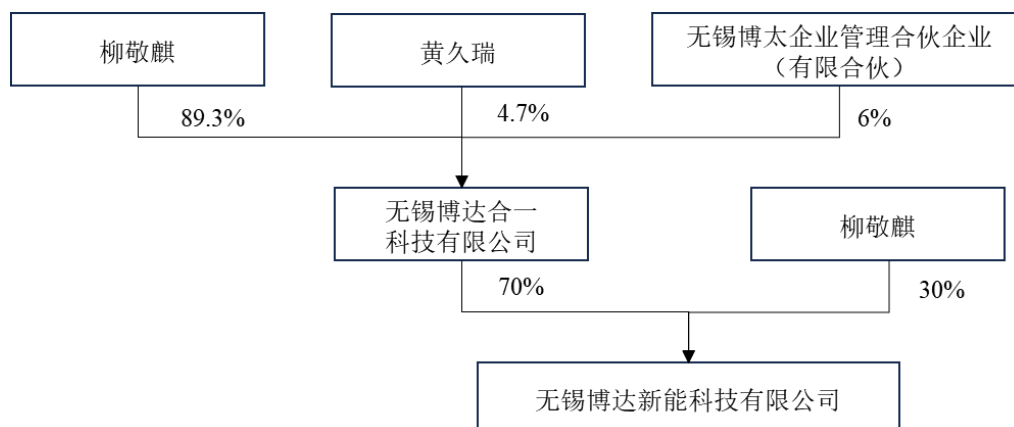 柳敬麒
黄久瑞
无锡博太企业管理合伙企业
（有限合伙）
89.3%
4.7%
6%
无锡博达合一
科技有限公司
柳敬麒
70%
30%
无锡博达新能科技有限公司